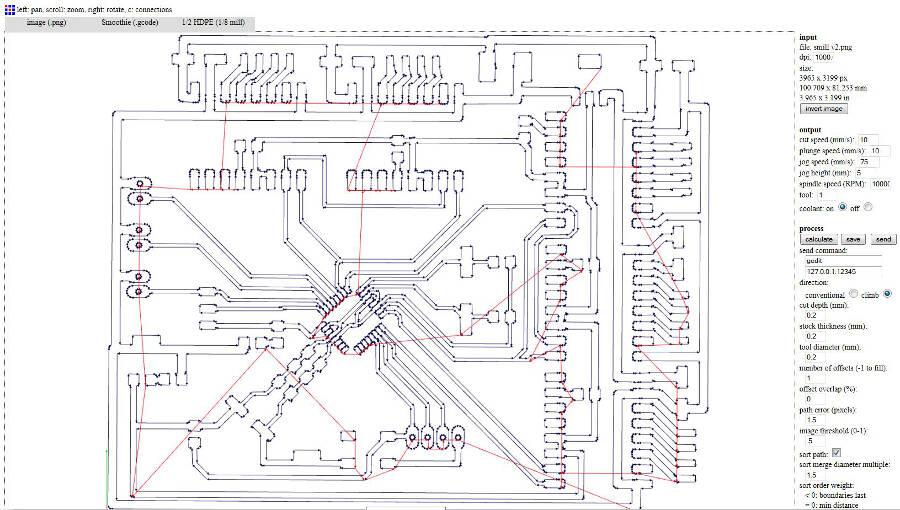 left: pan, scroll: zoom, right: rotate, c: connections
image (.png) Smoothie (.gcode) 1/2 HDPE (1/8 mill)
input
file: smill v2.png
dpi: 1000
size:
3965 x 3199 px
100.709 x 81.253 mm
3.965 x 3.199 in
invert image
output
cut speed (mm/s): 10
plunge speed (mm/s): 10
jog speed (mm/s): 75
jog height (mm): 5
spindle speed (RPM): 10000
tool: 1
coolant: on off
process
calculate save send
send command:
127.0.0.1:12345
direction:
conventional climb
cut depth (mm):
0.2
stock thickness (mm):
0.2
tool diameter (mm):
0.2
number of offsets (-1 to fill):
1
offset overlap (%):
0
path error (pixels):
1.5
image threshold (0-1):
.5
sort path:
sort merge diameter multiple:
1.5
sort order weight:
< 0: boundaries last
= 0: min distance